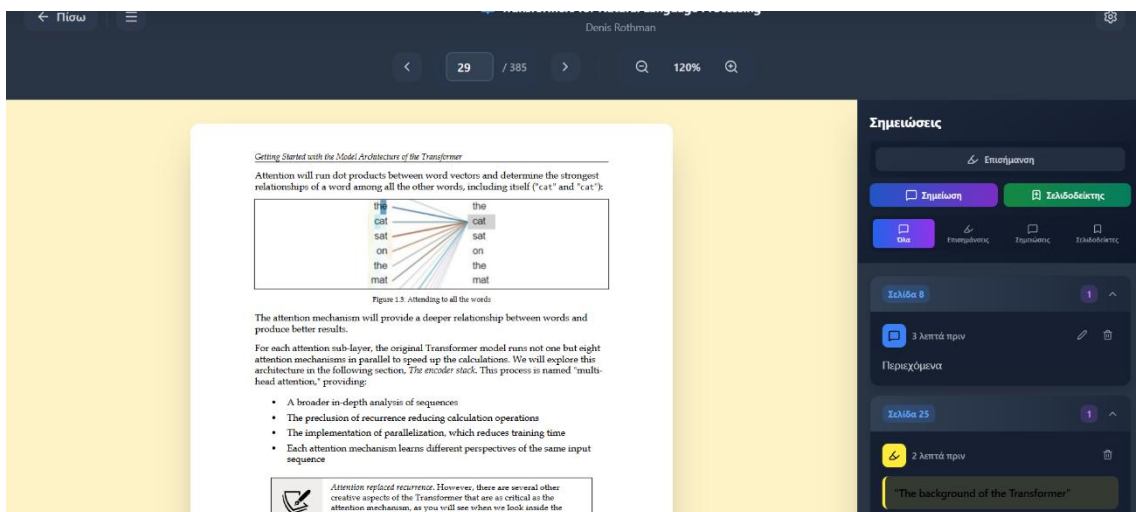 ← Πίσω
Transformers for Natural Language Processing
Denis Rothman
29 / 385
120%
Getting Started with the Model Architecture of the Transformer
Attention will run dot products between word vectors and determine the strongest
relationships of a word among all the other words, including itself ("cat" and "cat"):
the the
cat cat
sat sat
on on
the the
mat mat
Figure 1.3: Attending to all the words
The attention mechanism will provide a deeper relationship between words and
produce better results.
For each attention sub-layer, the original Transformer model runs not one but eight
attention mechanisms in parallel to speed up the calculations. We will explore this
architecture in the following section, The encoder stack. This process is named "multi-
head attention," providing:
• A broader in-depth analysis of sequences
• The preclusion of recurrence reducing calculation operations
• The implementation of parallelization, which reduces training time
• Each attention mechanism learns different perspectives of the same input
sequence
Attention replaced recurrence. However, there are several other
creative aspects of the Transformer that are as critical as the
attention mechanism, as you will see when we look inside the
Σημειώσεις
Επισήμανση
Σημείωση Σελιδοδείκτης
Όλα Επισημάνσεις Σημειώσεις Σελιδοδείκτες
Σελίδα 8 1
3 λεπτά πριν
Περιεχόμενα
Σελίδα 25 1
2 λεπτά πριν
"The background of the Transformer"